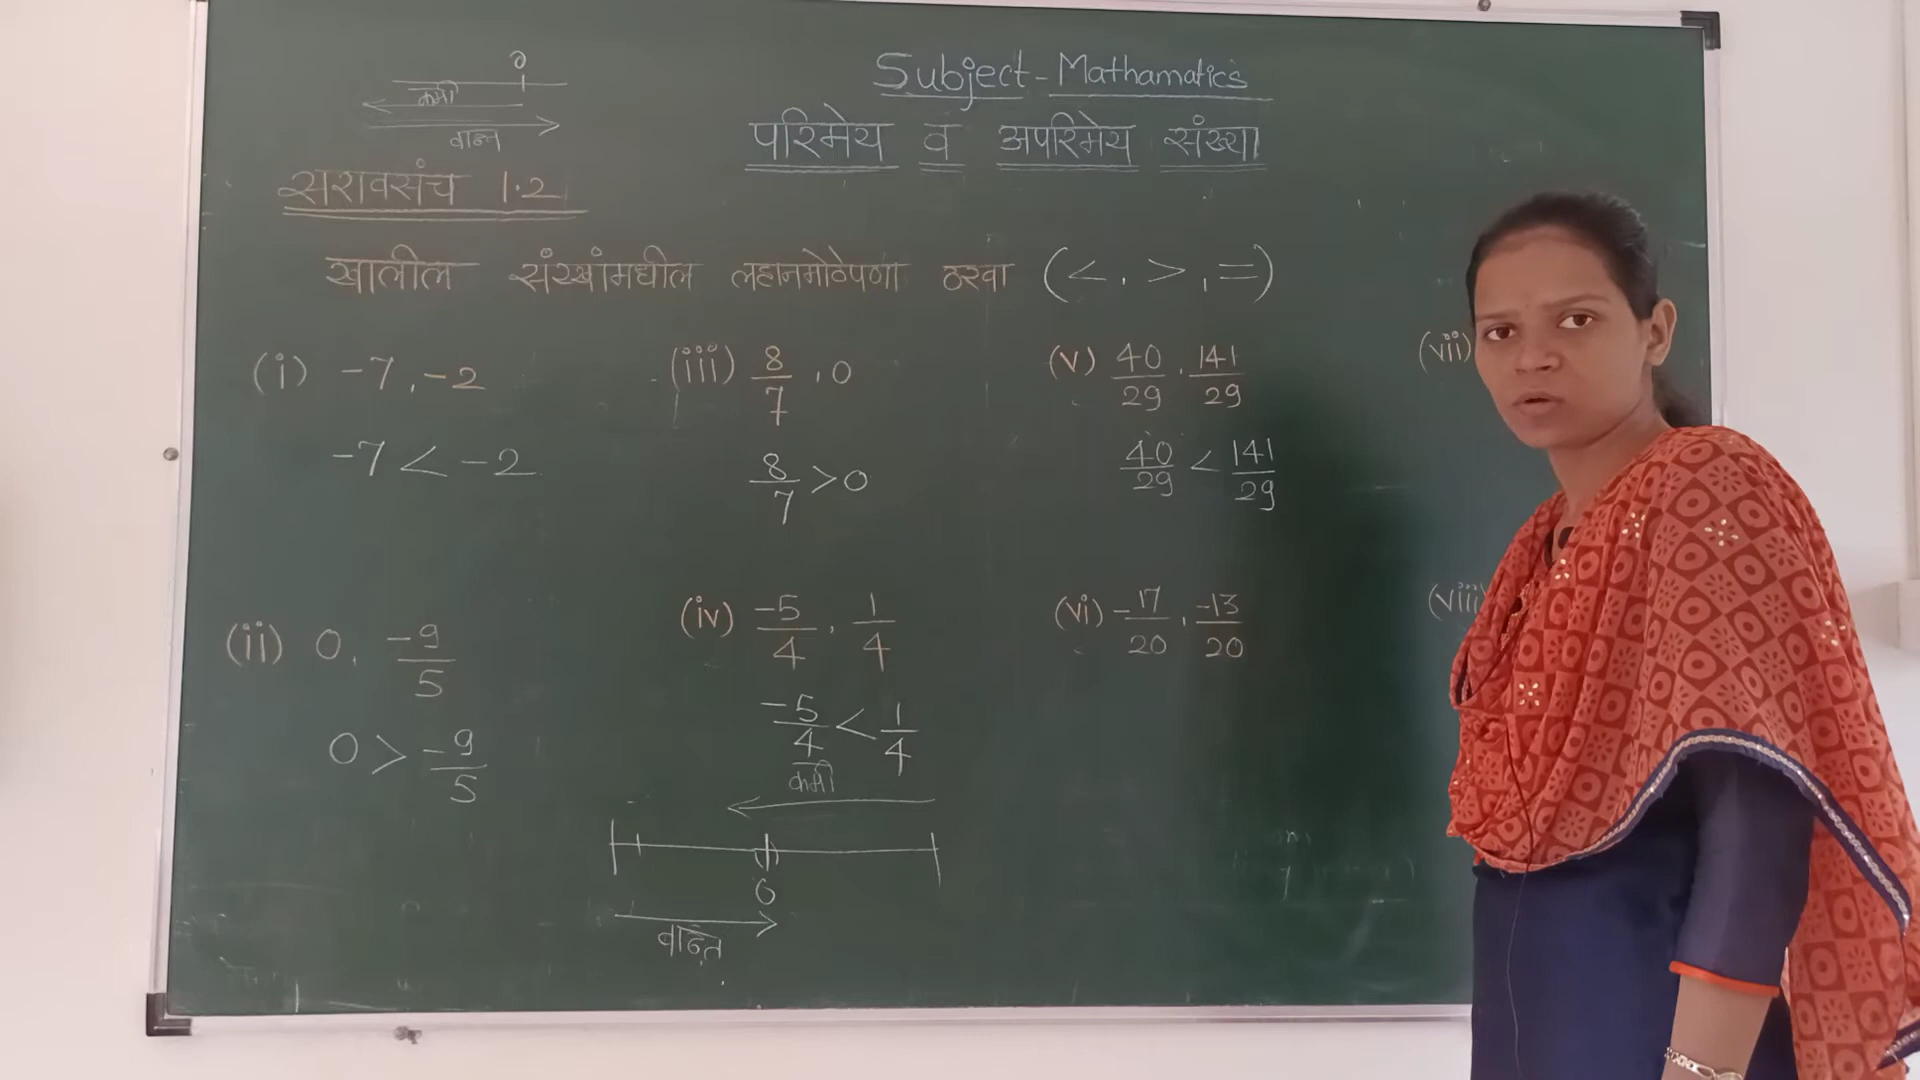 ०
कमी
वाढत
Subject - Mathamatics
परिमेय व अपरिमेय संख्या
सरावसंच 1.2
खालील संख्यांमधील लहानमोठेपणा ठरवा (<, >, =)
(i) -7, -2
-7 < -2
(ii) 0, -9/5
0 > -9/5
(iii) 8/7, 0
8/7 > 0
(iv) -5/4, 1/4
-5/4 < 1/4
कमी
0
वाढत
(v) 40/29, 141/29
40/29 < 141/29
(vi) -17/20, -13/20
(vii)
(viii)